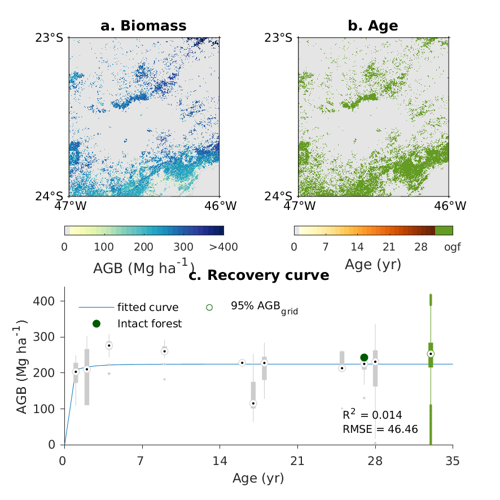 a. Biomass
b. Age
23°S
24°S
47°W
46°W
23°S
24°S
47°W
46°W
0 100 200 300 >400
AGB (Mg ha⁻¹)
0 7 14 21 28 ogf
Age (yr)
c. Recovery curve
fitted curve
95% AGB_grid
Intact forest
R² = 0.014
RMSE = 46.46
AGB (Mg ha⁻¹)
400
300
200
100
0
0 7 14 21 28 35
Age (yr)